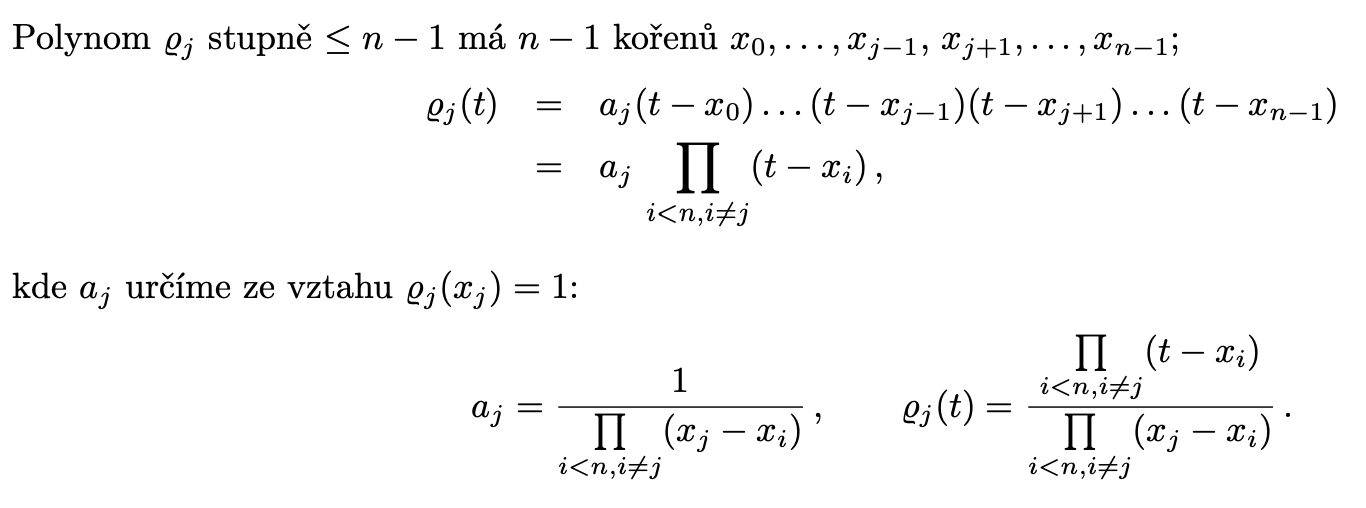 Polynom ϱ_j stupně ≤ n − 1 má n − 1 kořenů x_0, . . . , x_{j−1}, x_{j+1}, . . . , x_{n−1};
ϱ_j(t) = a_j(t − x_0) . . . (t − x_{j−1})(t − x_{j+1}) . . . (t − x_{n−1})
= a_j ∏_{i<n,i≠j} (t − x_i) ,
kde a_j určíme ze vztahu ϱ_j(x_j) = 1:
a_j = \frac{1}{∏_{i<n,i≠j} (x_j − x_i)} , ϱ_j(t) = \frac{∏_{i<n,i≠j} (t − x_i)}{∏_{i<n,i≠j} (x_j − x_i)} .